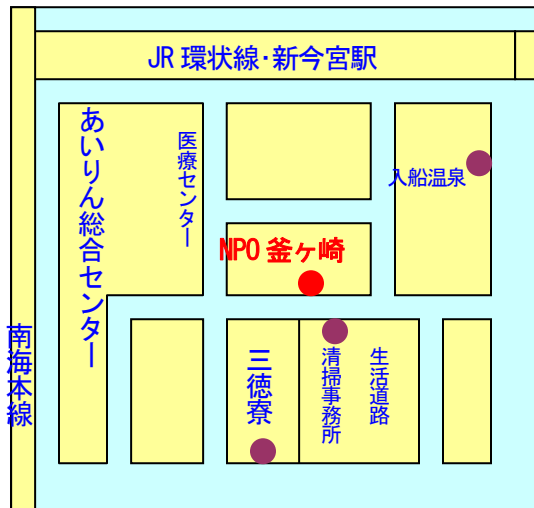 JR 環状線・新今宮駅
あいりん総合センター
医療センター
入船温泉
NPO 釜ヶ崎
南海本線
三徳寮
清掃事務所
生活道路